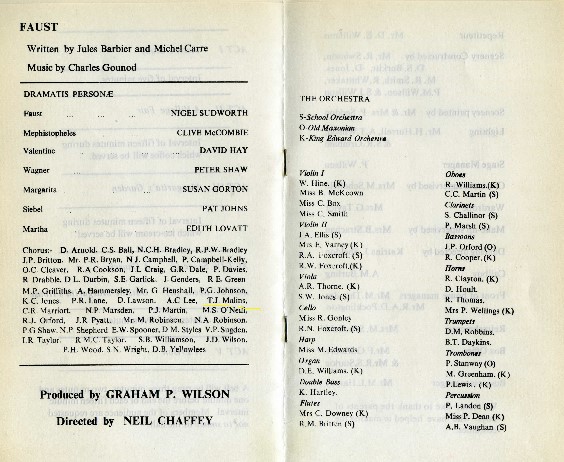 FAUST
Written by Jules Barbier and Michel Carre
Music by Charles Gounod
DRAMATIS PERSONÆ
Faust ... ... NIGEL SUDWORTH
Mephistopheles CLIVE McCOMBIE
Valentine ... DAVID HAY
Wagner ... PETER SHAW
Margarita SUSAN GORTON
Siebel ... PAT JOHNS
Martha EDITH LOVATT
Chorus:- D. Arnold, C.S. Ball, N.C.H. Bradley, R.P.W. Bradley
J.P. Britton. Mr. P.R. Bryan, N.J. Campbell, P. Campbell-Kelly,
O.C. Cleaver, R.A Cookson, J.L. Craig, G.R. Dale, P. Davies,
R Drabble, D.L. Durbin, S.E. Garlick, J. Genders, R E. Green
M.P. Griffiths, A. Hammersley, Mr. G. Henshall, P.G. Johnson,
K.C. Jones, P.R. Lane, D. Lawson, A.C Lee, T.J. Malins,
C.R. Marriott, N.P. Marsden, P.J. Martin, M.S. O'Neill,
R.J. Orford, J.R. Pyatt, Mr. M. Robinson, N.A. Robinson,
P.G Shaw, N.P Shepherd E.W. Spooner, D M. Styles V.P. Sugden,
I.R Taylor. R.M.C. Taylor. S.B. Williamson, J.D. Wilson,
P.H. Wood, S.N. Wright, D.B. Yellowlees.
Produced by GRAHAM P. WILSON
Directed by NEIL CHAFFEY
THE ORCHESTRA
S-School Orchestra
O-Old Maxonian
K-King Edward Orchestra
Violin I
W. Hine. (K)
Miss B. McKeown
Miss C. Box
Miss C. Smith
Violin II
J.A. Ellis (S)
Mrs E. Varney (K)
R.A. Foxcroft. (S)
R.W. Foxcroft.(K)
Viola
A.R. Thorne. (K)
S.W. Jones (S)
Cello
Miss R. Gonley
R.N. Foxcroft. (S)
Harp
Miss M. Edwards
Organ
D.E. Williams. (K)
Double Bass
K. Hartley.
Flutes
Mrs C. Downey (K)
R.M. Britten (S)
Oboes
R. Williams.(K)
C.C. Martin (S)
Clarinets
S. Challinor (S)
P. Marsh (S)
Bassoons
J.P. Orford (O)
R. Cooper. (K)
Horns
R. Clayton. (K)
D. Hoult.
R. Thomas.
Mrs P. Wellings (K)
Trumpets
D.M. Robbins.
B.T. Daykins.
Trombones
P. Stanway (O)
M. Greenham. (K)
P.Lewis . (K)
Percussion
P. Landon (S)
Miss P. Dean (K)
A.B. Vaughan (S)